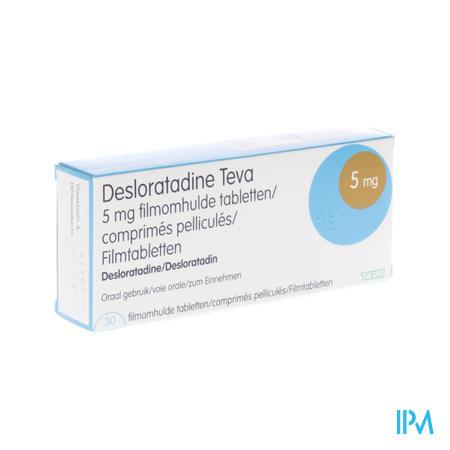 Desloratadine Teva
5 mg filmomhulde tabletten/
comprimés pelliculés/
Filmtabletten
Desloratadine/Desloratadin
Oraal gebruik/voie orale/zum Einnehmen
30 filmomhulde tabletten/comprimés pelliculés/Filmtabletten
5 mg
TEVA
IPM